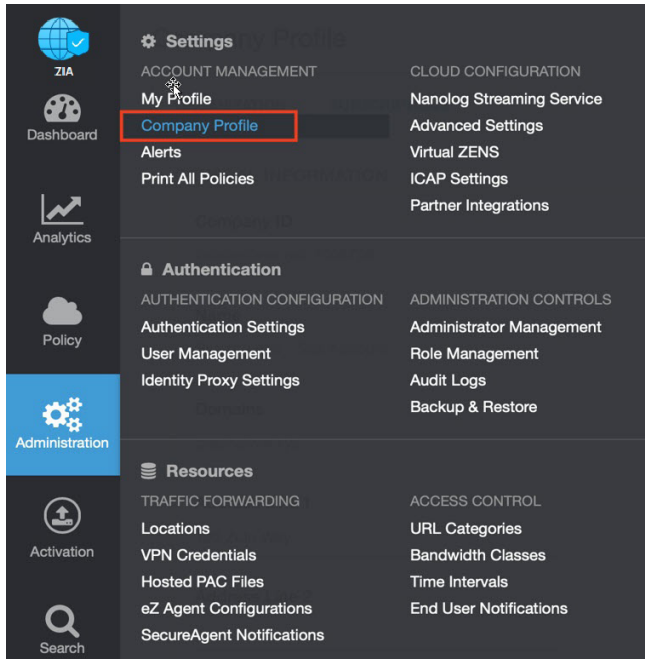 ZIA
Dashboard
Analytics
Policy
Administration
Activation
Search
Settings
ACCOUNT MANAGEMENT
My Profile
Company Profile
Alerts
Print All Policies
CLOUD CONFIGURATION
Nanolog Streaming Service
Advanced Settings
Virtual ZENS
ICAP Settings
Partner Integrations
Authentication
AUTHENTICATION CONFIGURATION
Authentication Settings
User Management
Identity Proxy Settings
ADMINISTRATION CONTROLS
Administrator Management
Role Management
Audit Logs
Backup & Restore
Resources
TRAFFIC FORWARDING
Locations
VPN Credentials
Hosted PAC Files
eZ Agent Configurations
SecureAgent Notifications
ACCESS CONTROL
URL Categories
Bandwidth Classes
Time Intervals
End User Notifications